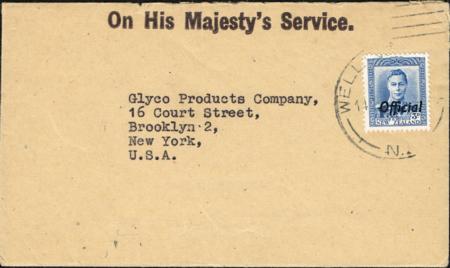 On His Majesty's Service.
Glyco Products Company,
16 Court Street,
Brooklyn 2,
New York,
U.S.A.
Official
NEW ZEALAND
N.Z.